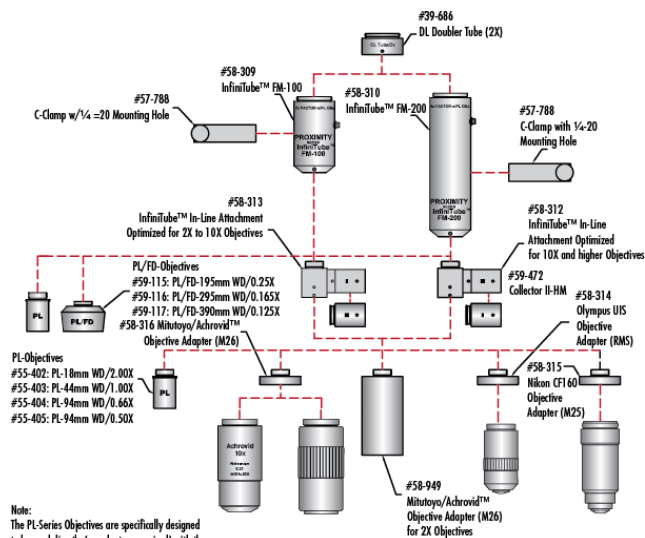 #39-686
DL Doubler Tube (2X)
DL Tube/2x
#58-309
InfiniTube™ FM-100
#58-310
InfiniTube™ FM-200
#57-788
C-Clamp w/¼ =20 Mounting Hole
PROXIMITY
InfiniTube™
FM-100
#57-788
C-Clamp with ¼-20
Mounting Hole
PROXIMITY
InfiniTube™
FM-200
#58-313
InfiniTube™ In-Line Attachment
Optimized for 2X to 10X Objectives
#58-312
InfiniTube™ In-Line
Attachment Optimized
for 10X and higher Objectives
#59-472
Collector II-HM
PL
PL/FD
PL/FD-Objectives
#59-115: PL/FD-195mm WD/0.25X
#59-116: PL/FD-295mm WD/0.165X
#59-117: PL/FD-390mm WD/0.125X
#58-316 Mitutoyo/Achrovid™
Objective Adapter (M26)
#58-314
Olympus UIS
Objective
Adapter (RMS)
PL-Objectives
#55-402: PL-18mm WD/2.00X
#55-403: PL-44mm WD/1.00X
#55-404: PL-94mm WD/0.66X
#55-405: PL-94mm WD/0.50X
PL
#58-315
Nikon CF160
Objective
Adapter (M25)
Achrovid
10x
#58-949
Mitutoyo/Achrovid™
Objective Adapter (M26)
for 2X Objectives
Note:
The PL-Series Objectives are specifically designed